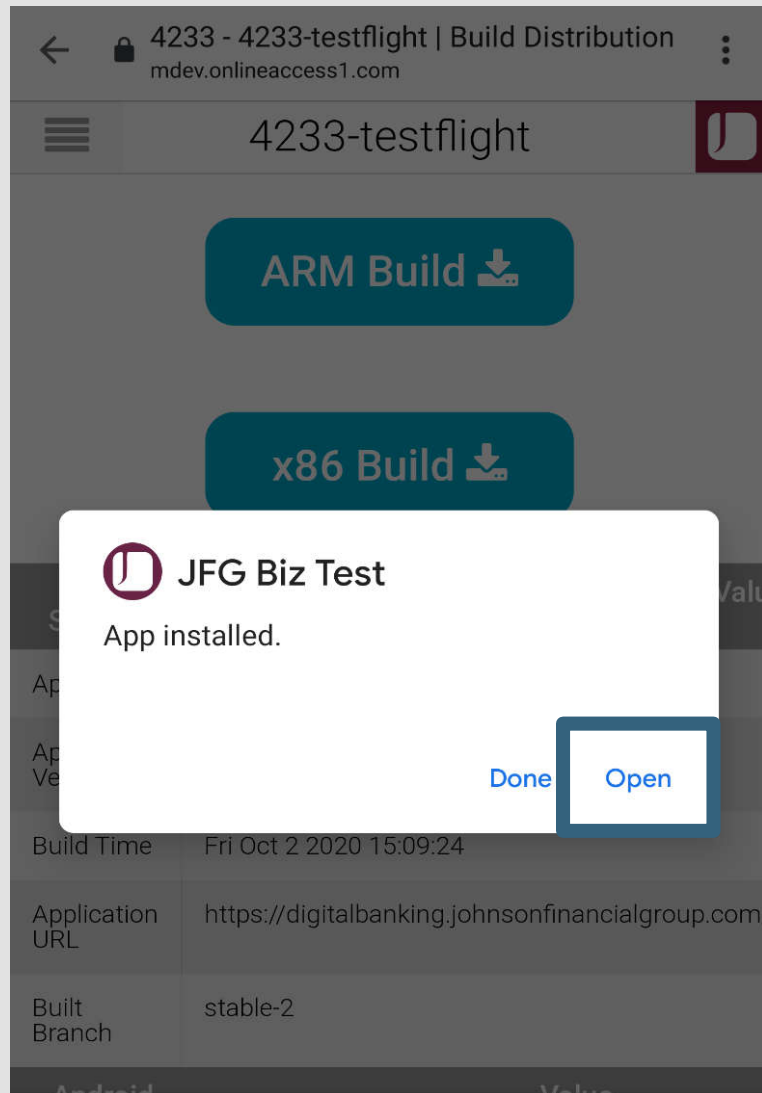 4233 - 4233-testflight | Build Distribution
mdev.onlineaccess1.com
4233-testflight
ARM Build
x86 Build
JFG Biz Test
App installed.
Done
Open
Build Time
Fri Oct 2 2020 15:09:24
Application
URL
https://digitalbanking.johnsonfinancialgroup.com
Built
Branch
stable-2